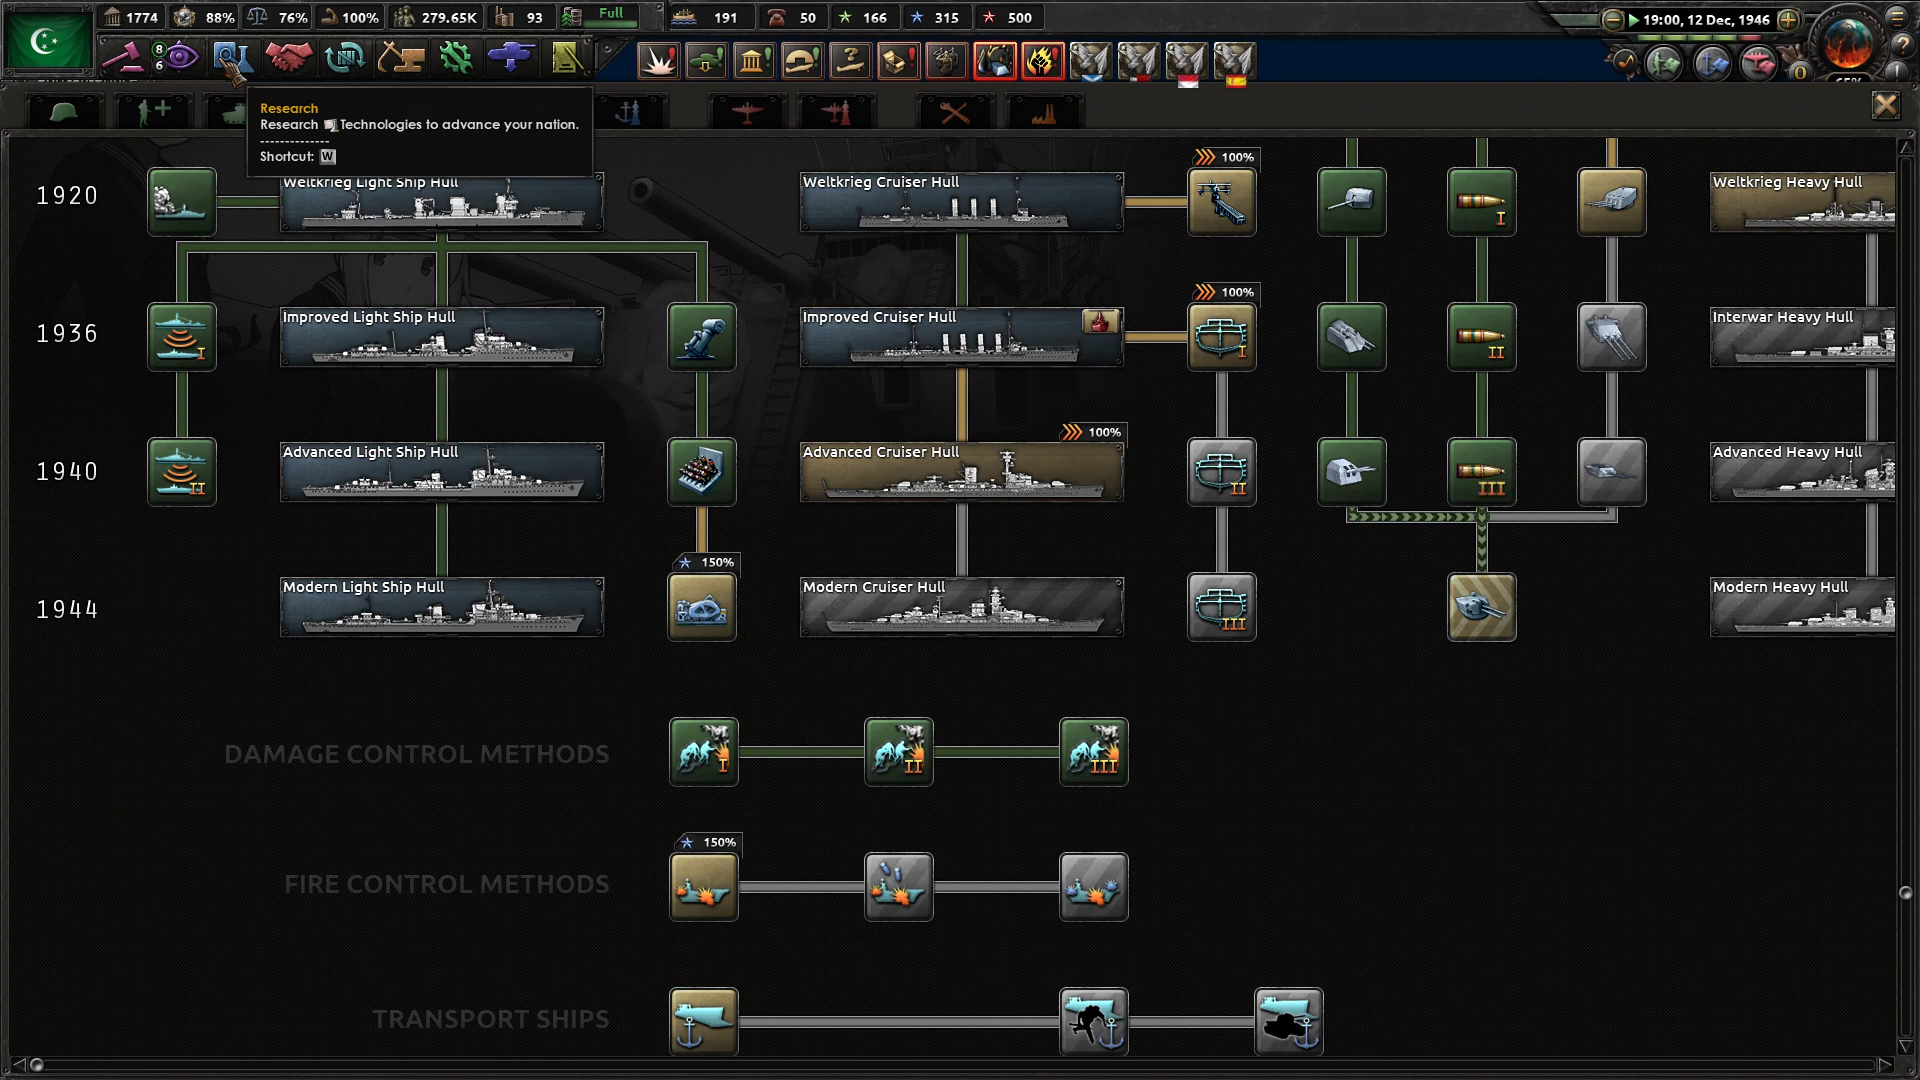 1774
88%
76%
100%
279.65K
93
Full
191
50
166
315
500
19:00, 12 Dec, 1946
8
6
0
Research
Research Technologies to advance your nation.
--------------
Shortcut: W
1920
Weltkrieg Light Ship Hull
Weltkrieg Cruiser Hull
100%
I
Weltkrieg Heavy Hull
1936
I
Improved Light Ship Hull
Improved Cruiser Hull
100%
I
II
Interwar Heavy Hull
1940
II
Advanced Light Ship Hull
Advanced Cruiser Hull
100%
II
III
Advanced Heavy Hull
1944
Modern Light Ship Hull
150%
Modern Cruiser Hull
III
Modern Heavy Hull
DAMAGE CONTROL METHODS
I
II
III
FIRE CONTROL METHODS
150%
TRANSPORT SHIPS